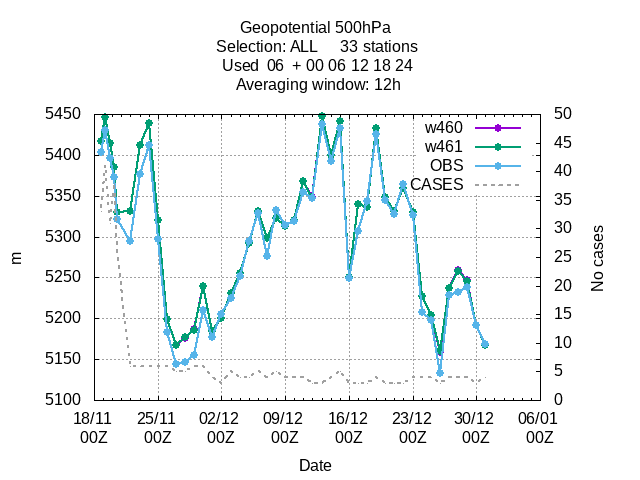 Geopotential 500hPa
Selection: ALL 33 stations
Used 06 + 00 06 12 18 24
Averaging window: 12h
5450
5400
5350
5300
5250
5200
5150
5100
m
50
45
40
35
30
25
20
15
10
5
0
No cases
w460
w461
OBS
CASES
18/11 25/11 02/12 09/12 16/12 23/12 30/12 06/01
00Z 00Z 00Z 00Z 00Z 00Z 00Z 00Z
Date